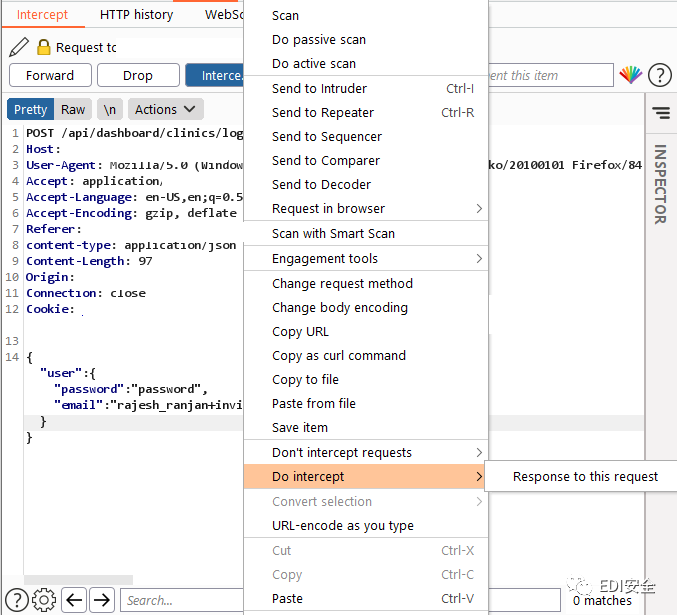 Intercept HTTP history WebSc
Request to
Forward Drop Interce. ent this item ?
Pretty Raw \n Actions
1 POST /api/dashboard/clinics/log
2 Host:
3 User-Agent: Mozilla/5.0 (Window ko/20100101 Firefox/84
4 Accept: application,
5 Accept-Language: en-US,en;q=0.5
6 Accept-Encoding: gzip, deflate
7 Referer:
8 content-type: application/json
9 Content-Length: 97
10 Origin:
11 Connection: close
12 Cookie:
13
14 {
"user":{
"password":"password",
"email":"rajesh_ranjan+invi
}
}
Scan
Do passive scan
Do active scan
Send to Intruder Ctrl-I
Send to Repeater Ctrl-R
Send to Sequencer
Send to Comparer
Send to Decoder
Request in browser
Scan with Smart Scan
Engagement tools
Change request method
Change body encoding
Copy URL
Copy as curl command
Copy to file
Paste from file
Save item
Don't intercept requests
Do intercept
Response to this request
Convert selection
URL-encode as you type
Cut Ctrl-X
Copy Ctrl-C
Paste Ctrl-V
INSPECTOR
? Search... 0 matches
EDI安全